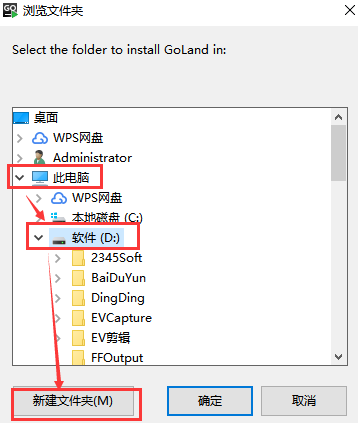 GO 浏览文件夹
Select the folder to install GoLand in:
桌面
WPS网盘
Administrator
此电脑
WPS网盘
本地磁盘 (C:)
软件 (D:)
2345Soft
BaiDuYun
DingDing
EVCapture
EV剪辑
FFOutput
新建文件夹(M) 确定 取消